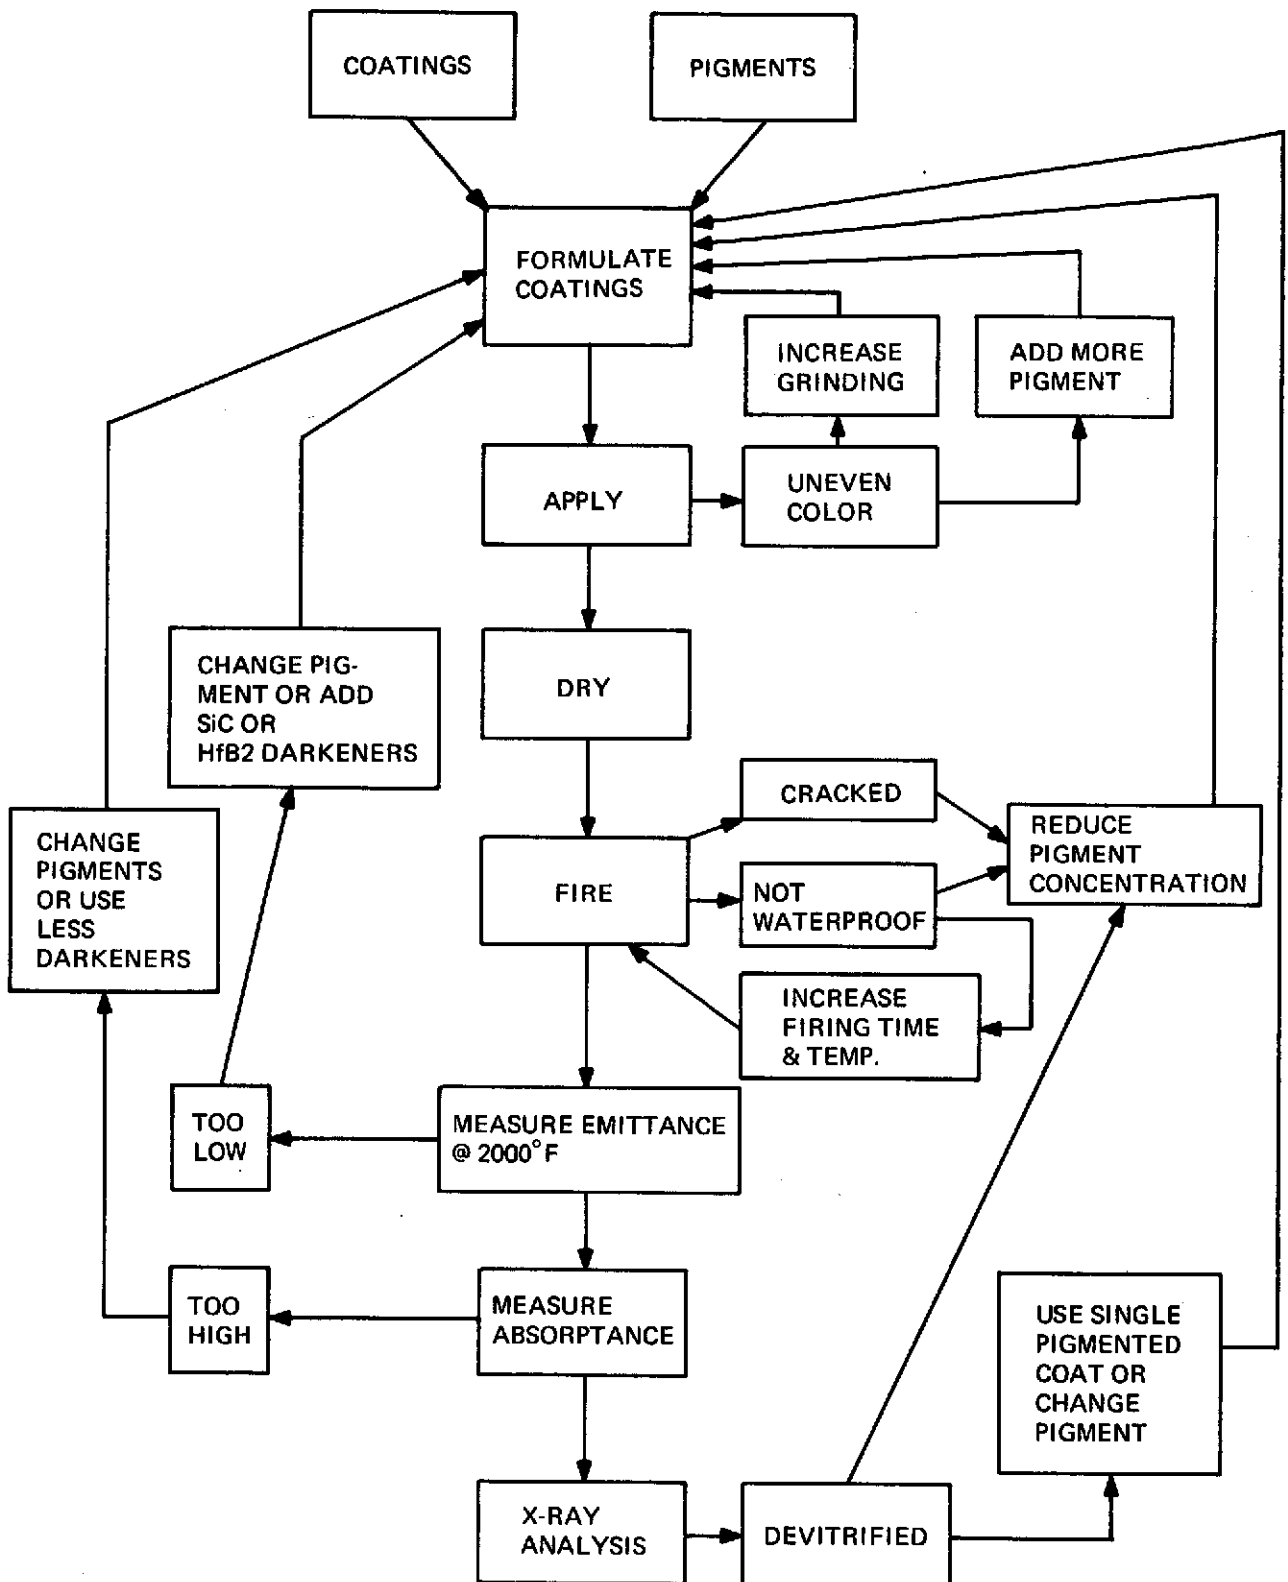 COATINGS
PIGMENTS
FORMULATE
COATINGS
INCREASE
GRINDING
ADD MORE
PIGMENT
APPLY
UNEVEN
COLOR
CHANGE PIG-
MENT OR ADD
SiC OR
HfB2 DARKENERS
DRY
CRACKED
CHANGE
PIGMENTS
OR USE
LESS
DARKENERS
FIRE
NOT
WATERPROOF
REDUCE
PIGMENT
CONCENTRATION
INCREASE
FIRING TIME
& TEMP.
TOO
LOW
MEASURE EMITTANCE
@ 2000°F
TOO
HIGH
MEASURE
ABSORPTANCE
USE SINGLE
PIGMENTED
COAT OR
CHANGE
PIGMENT
X-RAY
ANALYSIS
DEVITRIFIED